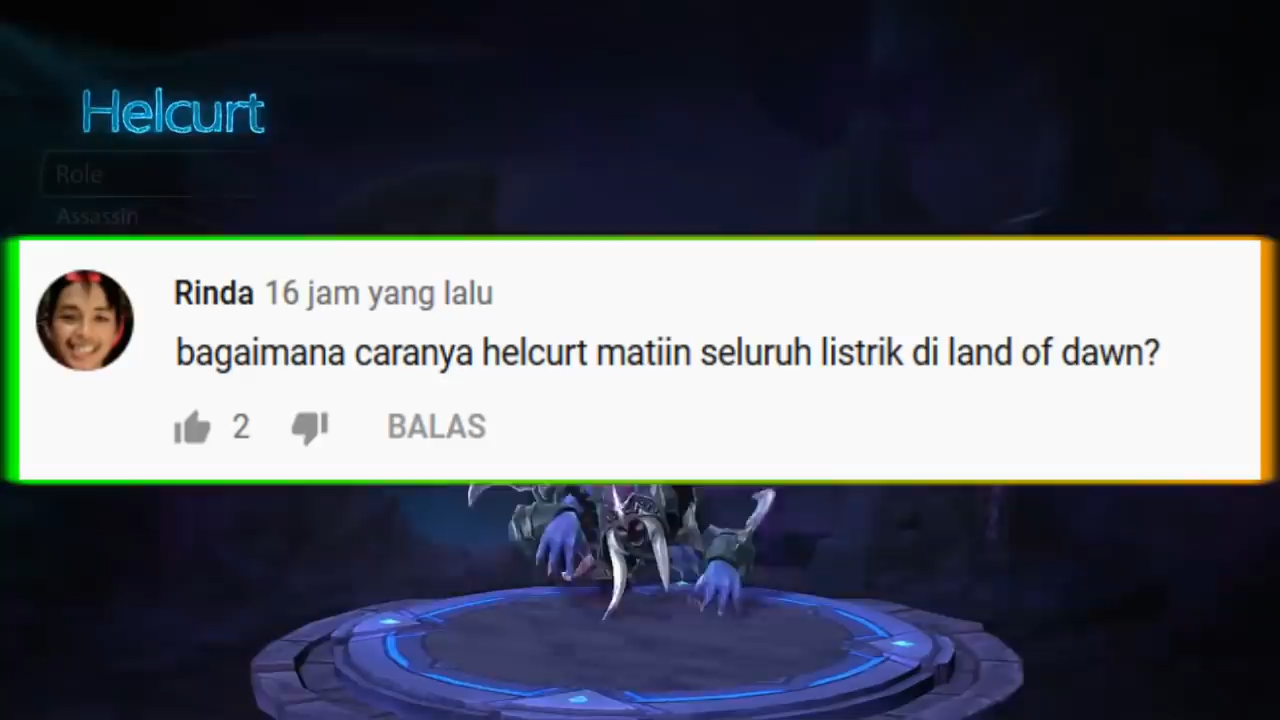 Helcurt
Role
Assassin
Rinda 16 jam yang lalu
bagaimana caranya helcurt matiin seluruh listrik di land of dawn?
2 BALAS